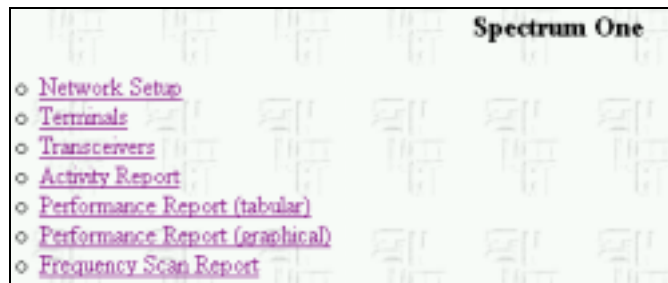 Spectrum One
Network Setup
Terminals
Transceivers
Activity Report
Performance Report (tabular)
Performance Report (graphical)
Frequency Scan Report